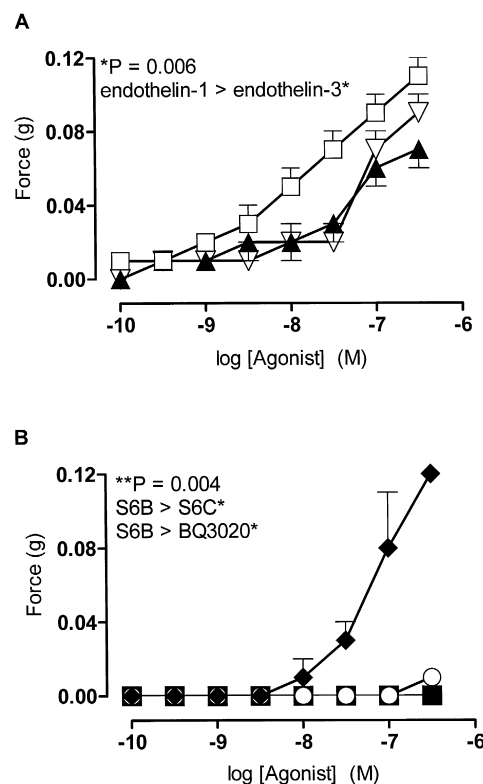 A
*P = 0.006
endothelin-1 > endothelin-3*
Force (g)
0.12
0.08
0.04
0.00
-10 -9 -8 -7 -6
log [Agonist] (M)
B
**P = 0.004
S6B > S6C*
S6B > BQ3020*
Force (g)
0.12
0.08
0.04
0.00
-10 -9 -8 -7 -6
log [Agonist] (M)